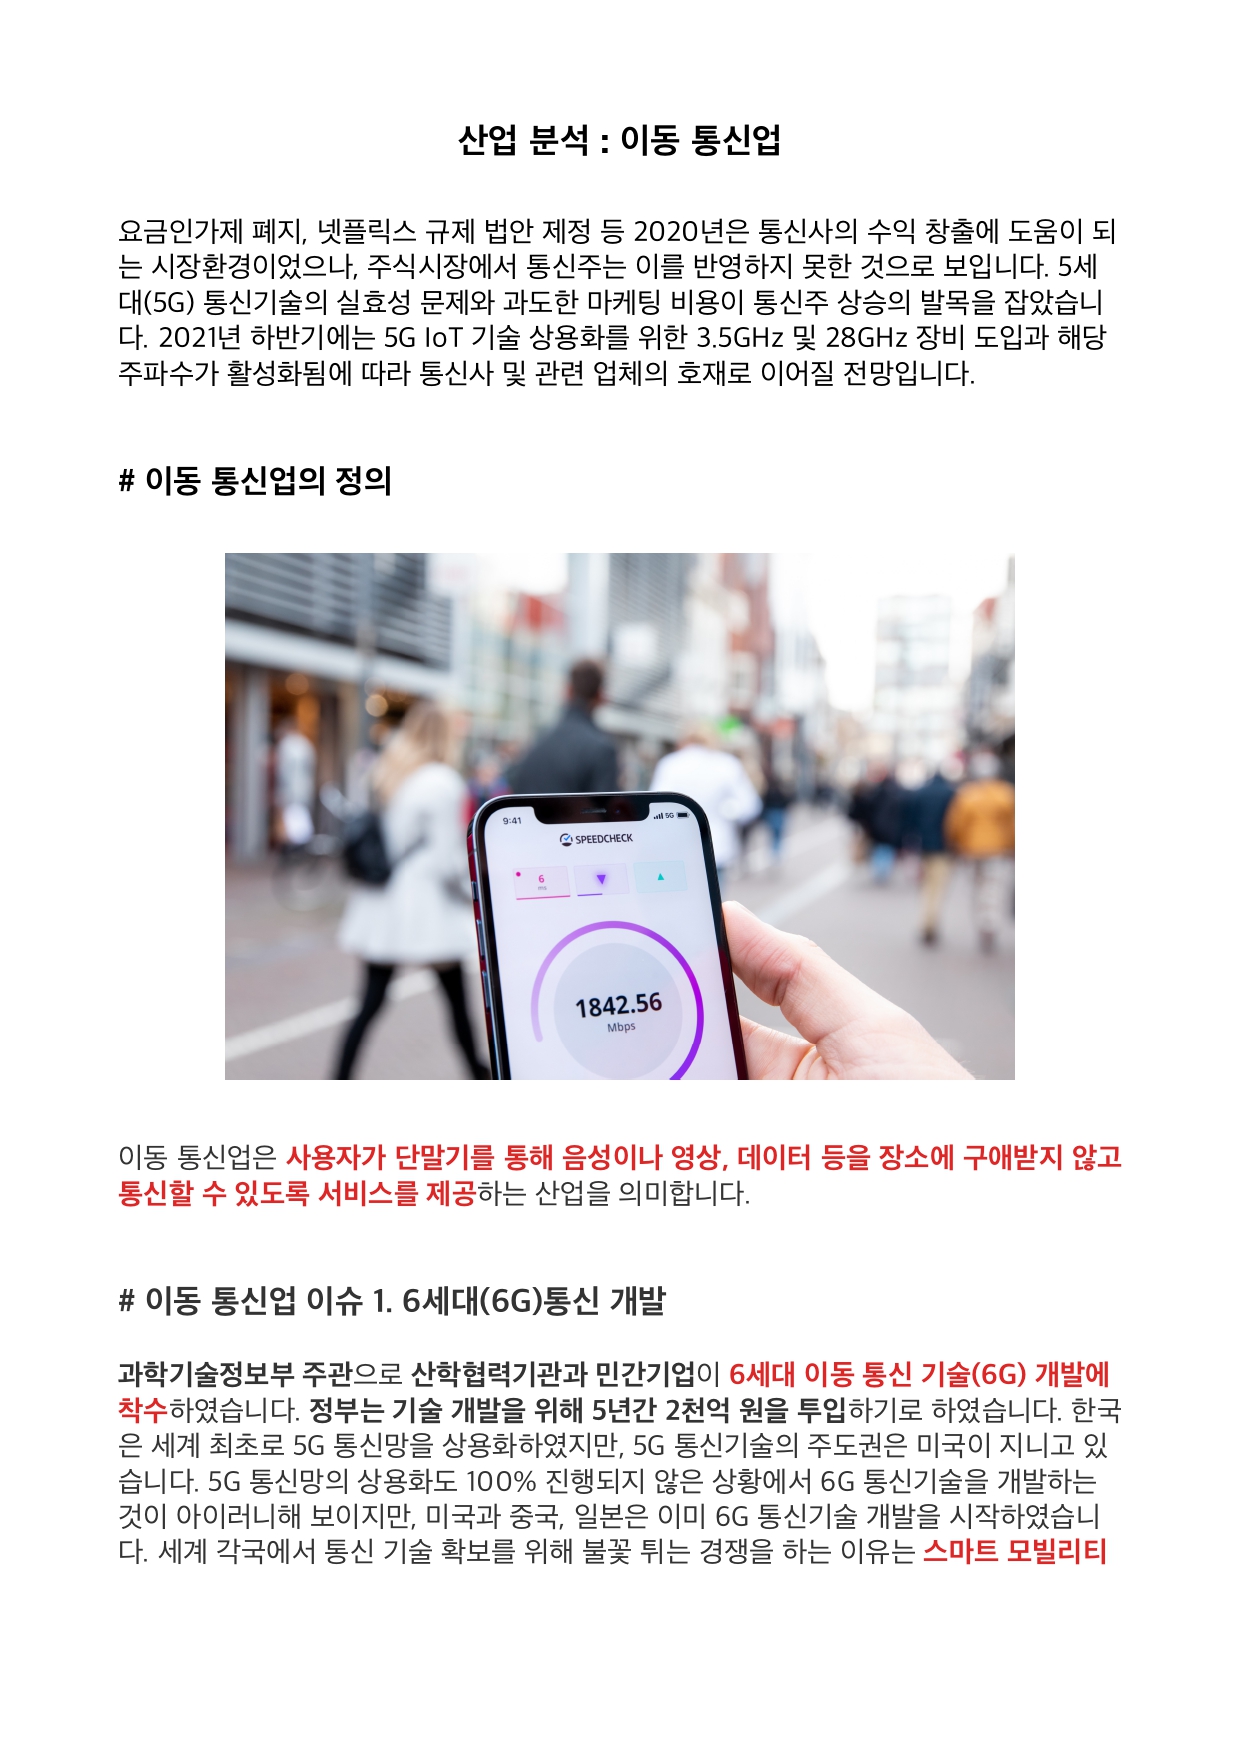 산업 분석 : 이동 통신업
요금인가제 폐지, 넷플릭스 규제 법안 제정 등 2020년은 통신사의 수익 창출에 도움이 되
는 시장환경이었으나, 주식시장에서 통신주는 이를 반영하지 못한 것으로 보입니다. 5세
대(5G) 통신기술의 실효성 문제와 과도한 마케팅 비용이 통신주 상승의 발목을 잡았습니
다. 2021년 하반기에는 5G IoT 기술 상용화를 위한 3.5GHz 및 28GHz 장비 도입과 해당
주파수가 활성화됨에 따라 통신사 및 관련 업체의 호재로 이어질 전망입니다.
# 이동 통신업의 정의
9:41
5G
SPEEDCHECK
6
ms
1842.56
Mbps
이동 통신업은 사용자가 단말기를 통해 음성이나 영상, 데이터 등을 장소에 구애받지 않고
통신할 수 있도록 서비스를 제공하는 산업을 의미합니다.
# 이동 통신업 이슈 1. 6세대(6G)통신 개발
과학기술정보부 주관으로 산학협력기관과 민간기업이 6세대 이동 통신 기술(6G) 개발에
착수하였습니다. 정부는 기술 개발을 위해 5년간 2천억 원을 투입하기로 하였습니다. 한국
은 세계 최초로 5G 통신망을 상용화하였지만, 5G 통신기술의 주도권은 미국이 지니고 있
습니다. 5G 통신망의 상용화도 100% 진행되지 않은 상황에서 6G 통신기술을 개발하는
것이 아이러니해 보이지만, 미국과 중국, 일본은 이미 6G 통신기술 개발을 시작하였습니
다. 세계 각국에서 통신 기술 확보를 위해 불꽃 튀는 경쟁을 하는 이유는 스마트 모빌리티